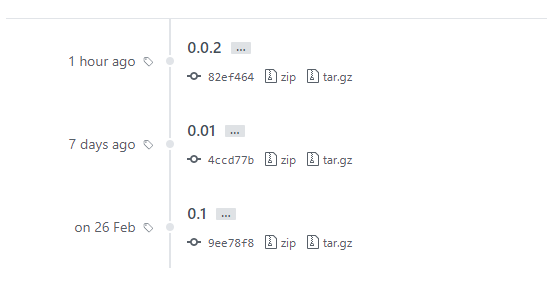 0.0.2 ...
1 hour ago
82ef464 zip tar.gz
0.01 ...
7 days ago
4ccd77b zip tar.gz
0.1 ...
on 26 Feb
9ee78f8 zip tar.gz